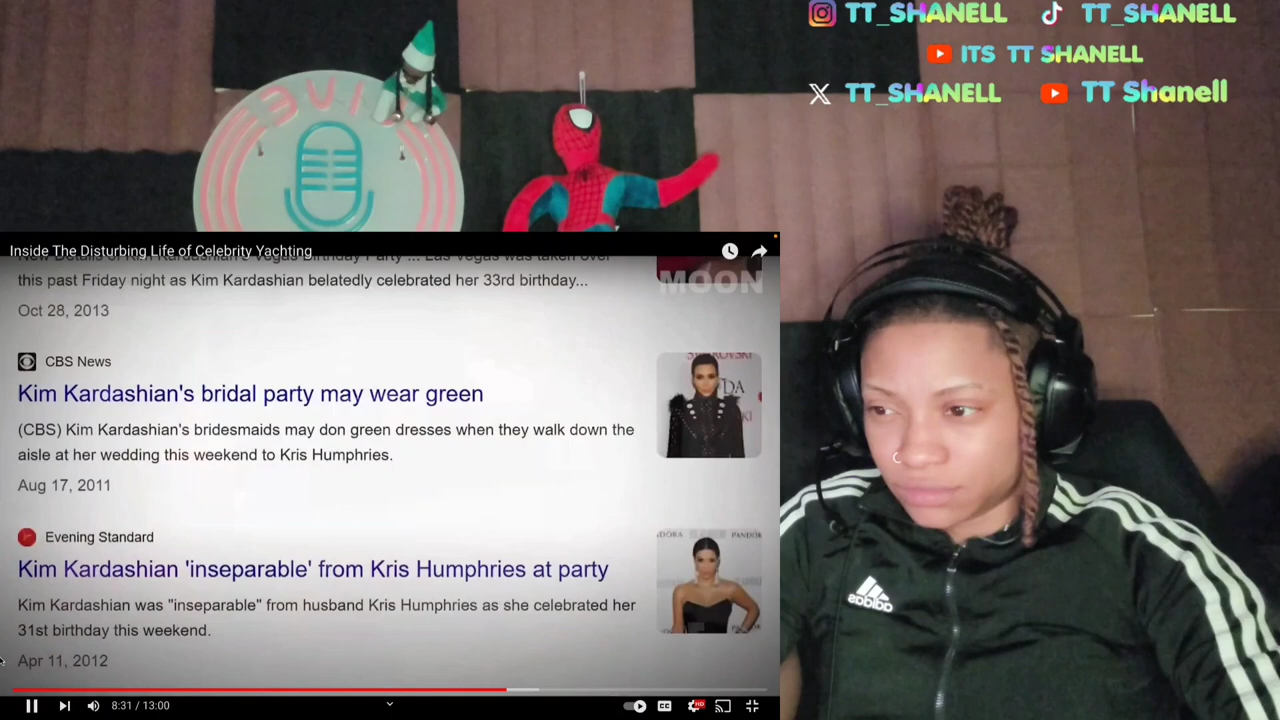 TT_SHANELL TT_SHANELL
ITS TT SHANELL
TT_SHANELL TT Shanell
LIVE
Inside The Disturbing Life of Celebrity Yachting
this past Friday night as Kim Kardashian belatedly celebrated her 33rd birthday...
MOON
Oct 28, 2013
CBS News
Kim Kardashian's bridal party may wear green
(CBS) Kim Kardashian's bridesmaids may don green dresses when they walk down the
aisle at her wedding this weekend to Kris Humphries.
Aug 17, 2011
Evening Standard
Kim Kardashian 'inseparable' from Kris Humphries at party
Kim Kardashian was "inseparable" from husband Kris Humphries as she celebrated her
31st birthday this weekend.
Apr 11, 2012
8:31 / 13:00
CC HD
adidas